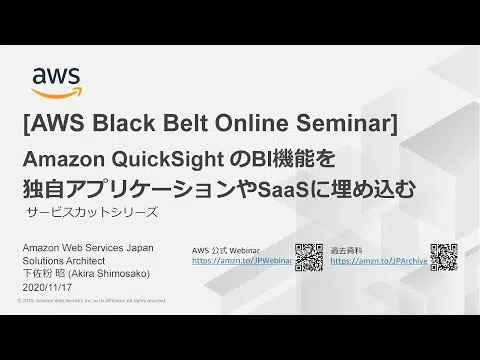 aws
[AWS Black Belt Online Seminar]
Amazon QuickSight のBI機能を
独自アプリケーションやSaaSに埋め込む
サービスカットシリーズ
Amazon Web Services Japan
Solutions Architect
下佐粉 昭 (Akira Shimosako)
2020/11/17
AWS 公式 Webinar
https://amzn.to/JPWebinar
過去資料
https://amzn.to/JPArchive
© 2020, Amazon Web Services, Inc. or its Affiliates. All rights reserved.